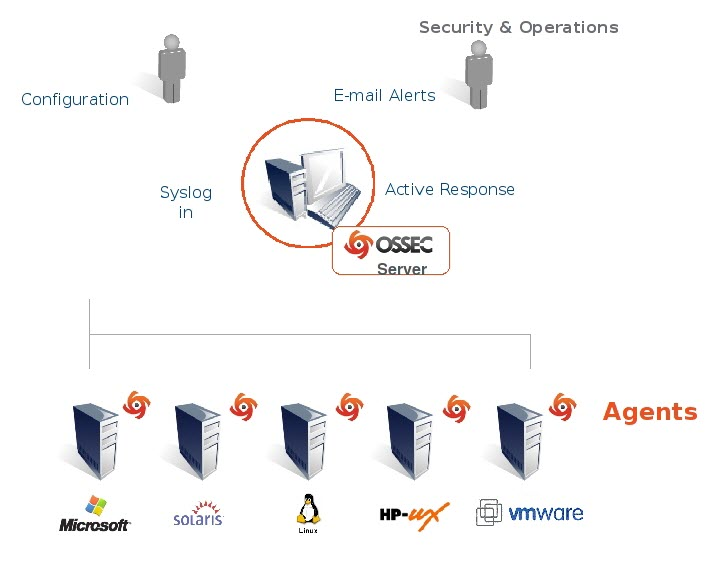 Security & Operations
Configuration
E-mail Alerts
Syslog
in
Active Response
OSSEC
Server
Agents
Microsoft
solaris
Linux
HP-ux
vmware